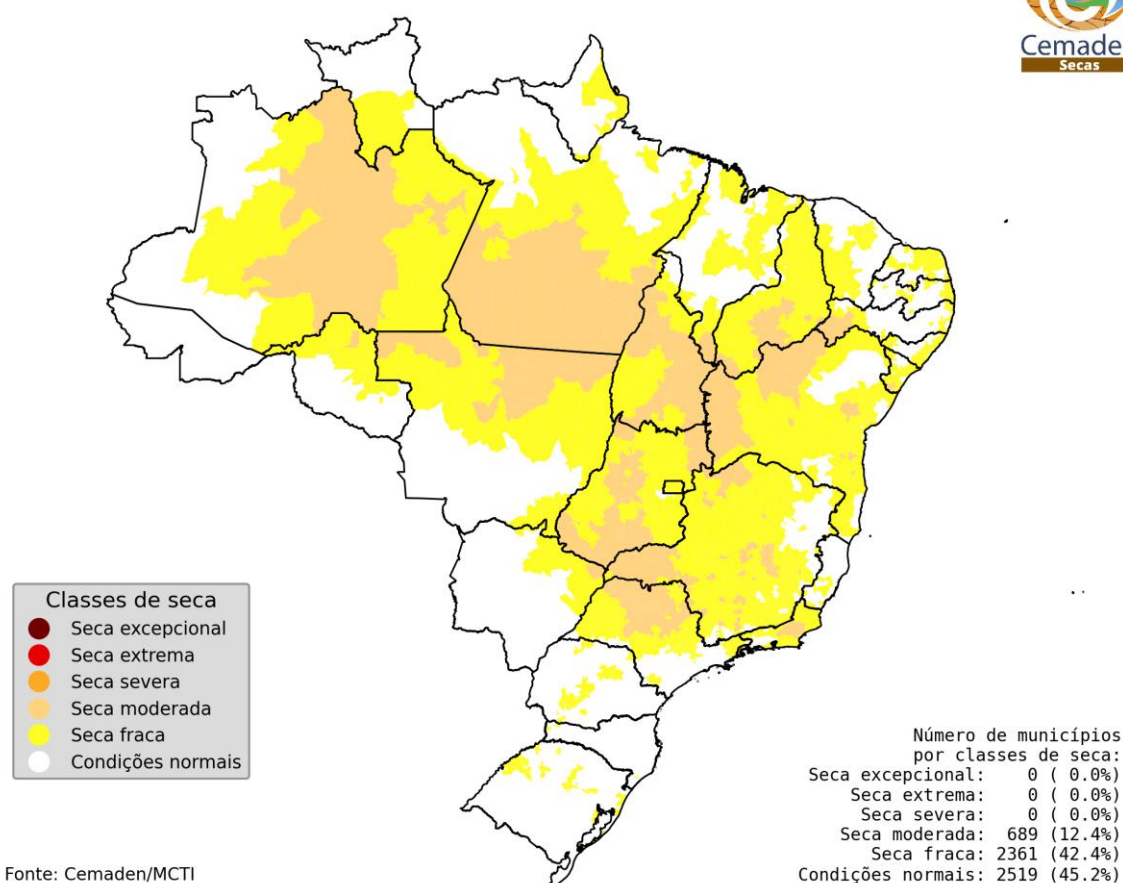 Cemade
Secas
Classes de seca
Seca excepcional
Seca extrema
Seca severa
Seca moderada
Seca fraca
Condições normais
Número de municípios
por classes de seca:
Seca excepcional: 0 ( 0.0%)
Seca extrema: 0 ( 0.0%)
Seca severa: 0 ( 0.0%)
Seca moderada: 689 (12.4%)
Seca fraca: 2361 (42.4%)
Condições normais: 2519 (45.2%)
Fonte: Cemaden/MCTI